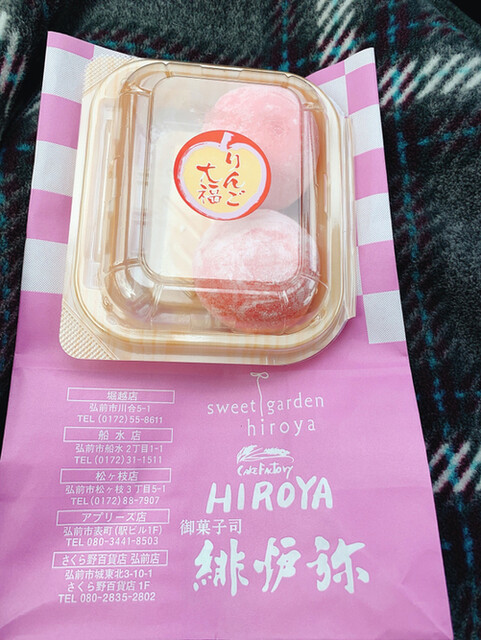 りんご
大福
堀越店
弘前市川合5-1
TEL (0172) 55-8611
船水店
弘前市船水2丁目1-1
TEL (0172) 31-1511
松ヶ枝店
弘前市松ヶ枝3丁目5-1
TEL (0172) 88-7907
アプリーズ店
弘前市表町(駅ビル1F)
TEL 080-3441-8503
さくら野百貨店 弘前店
弘前市城東北3-10-1
さくら野百貨店 1F
TEL 080-2835-2802
sweet garden
hiroya
Cake Factory
HIROYA
御菓子司
緋炉弥